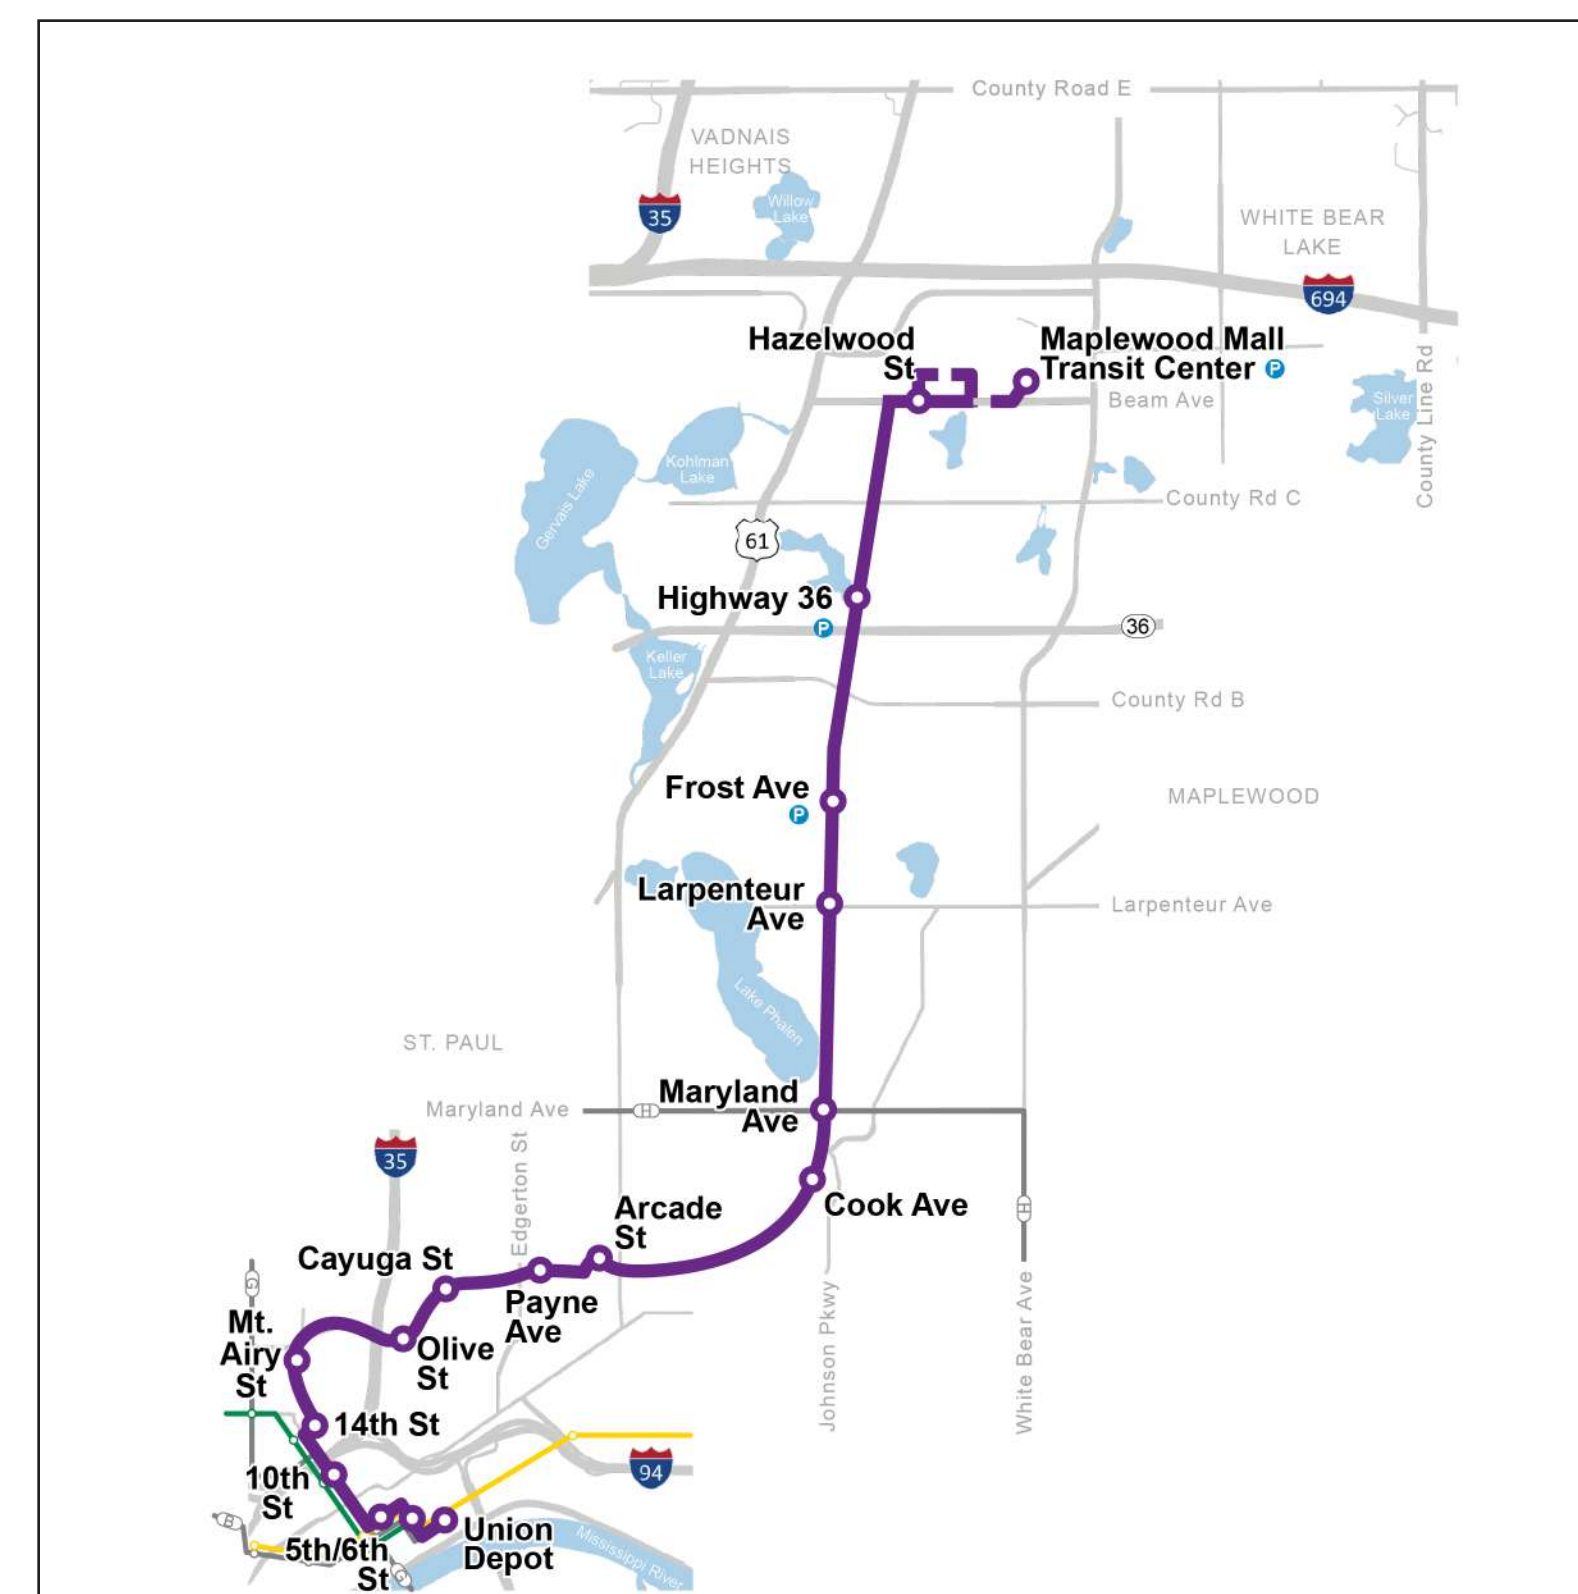 County Road E
VADNAIS
HEIGHTS
35
Willow
Lake
WHITE BEAR
LAKE
694
Hazelwood
St
Maplewood Mall
Transit Center P
Beam Ave
Silver
Lake
County Line Rd
Kohlman
Lake
Gervais Lake
County Rd C
61
Highway 36
P
36
Keller
Lake
County Rd B
Frost Ave
P
MAPLEWOOD
Larpenteur
Ave
Larpenteur Ave
Lake Phalen
ST. PAUL
Maryland
Ave
Maryland Ave
H
35
Edgerton St
Arcade
St
Cook Ave
H
Cayuga St
G
Payne
Ave
Mt.
Airy
St
Olive
St
Johnson Pkwy
White Bear Ave
14th St
94
10th
St
B
5th/6th
St
G
Union
Depot
Mississippi River